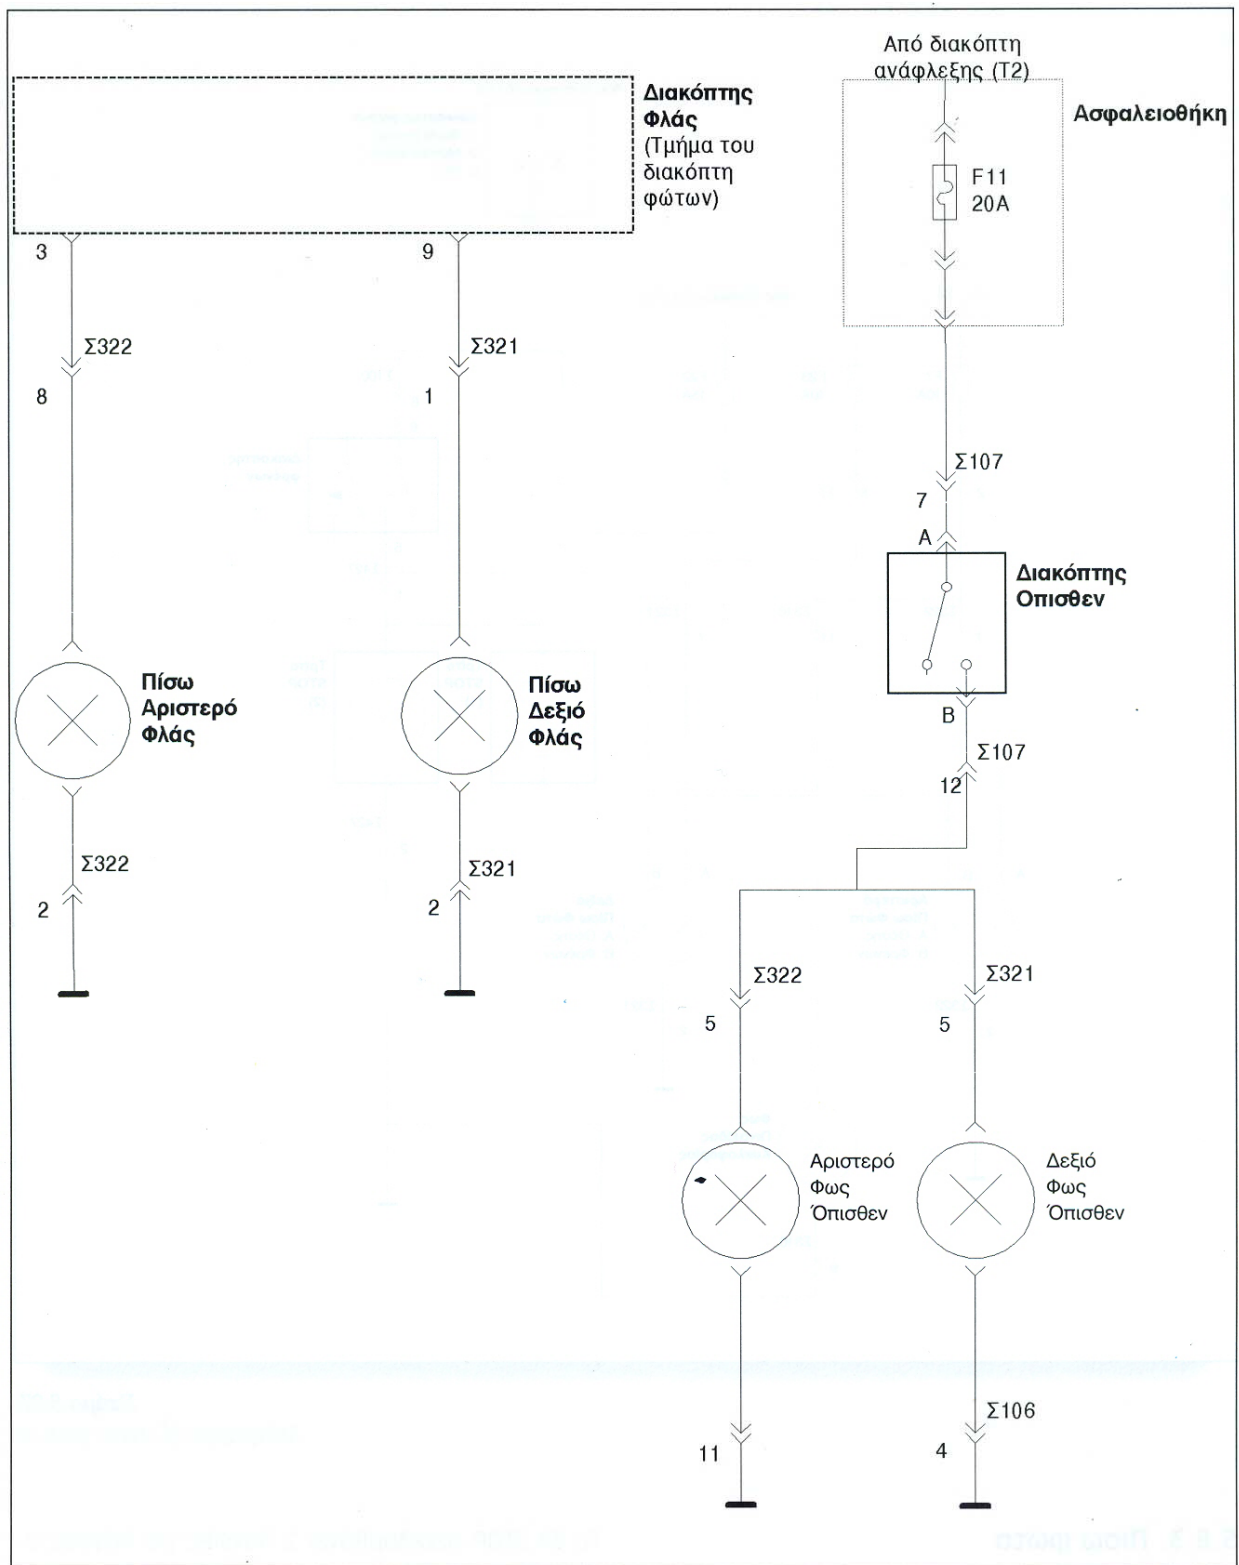 Από διακόπτη
ανάφλεξης (Τ2)
Διακόπτης
Φλάς
(Τμήμα του
διακόπτη
φώτων)
Ασφαλειοθήκη
F11
20A
3
9
Σ322
Σ321
8
1
Σ107
7
A
Διακόπτης
Οπισθεν
Πίσω
Αριστερό
Φλάς
Πίσω
Δεξιό
Φλάς
B
Σ107
12
Σ322
Σ321
2
2
Σ322
Σ321
5
5
Αριστερό
Φως
Όπισθεν
Δεξιό
Φως
Όπισθεν
Σ106
11
4